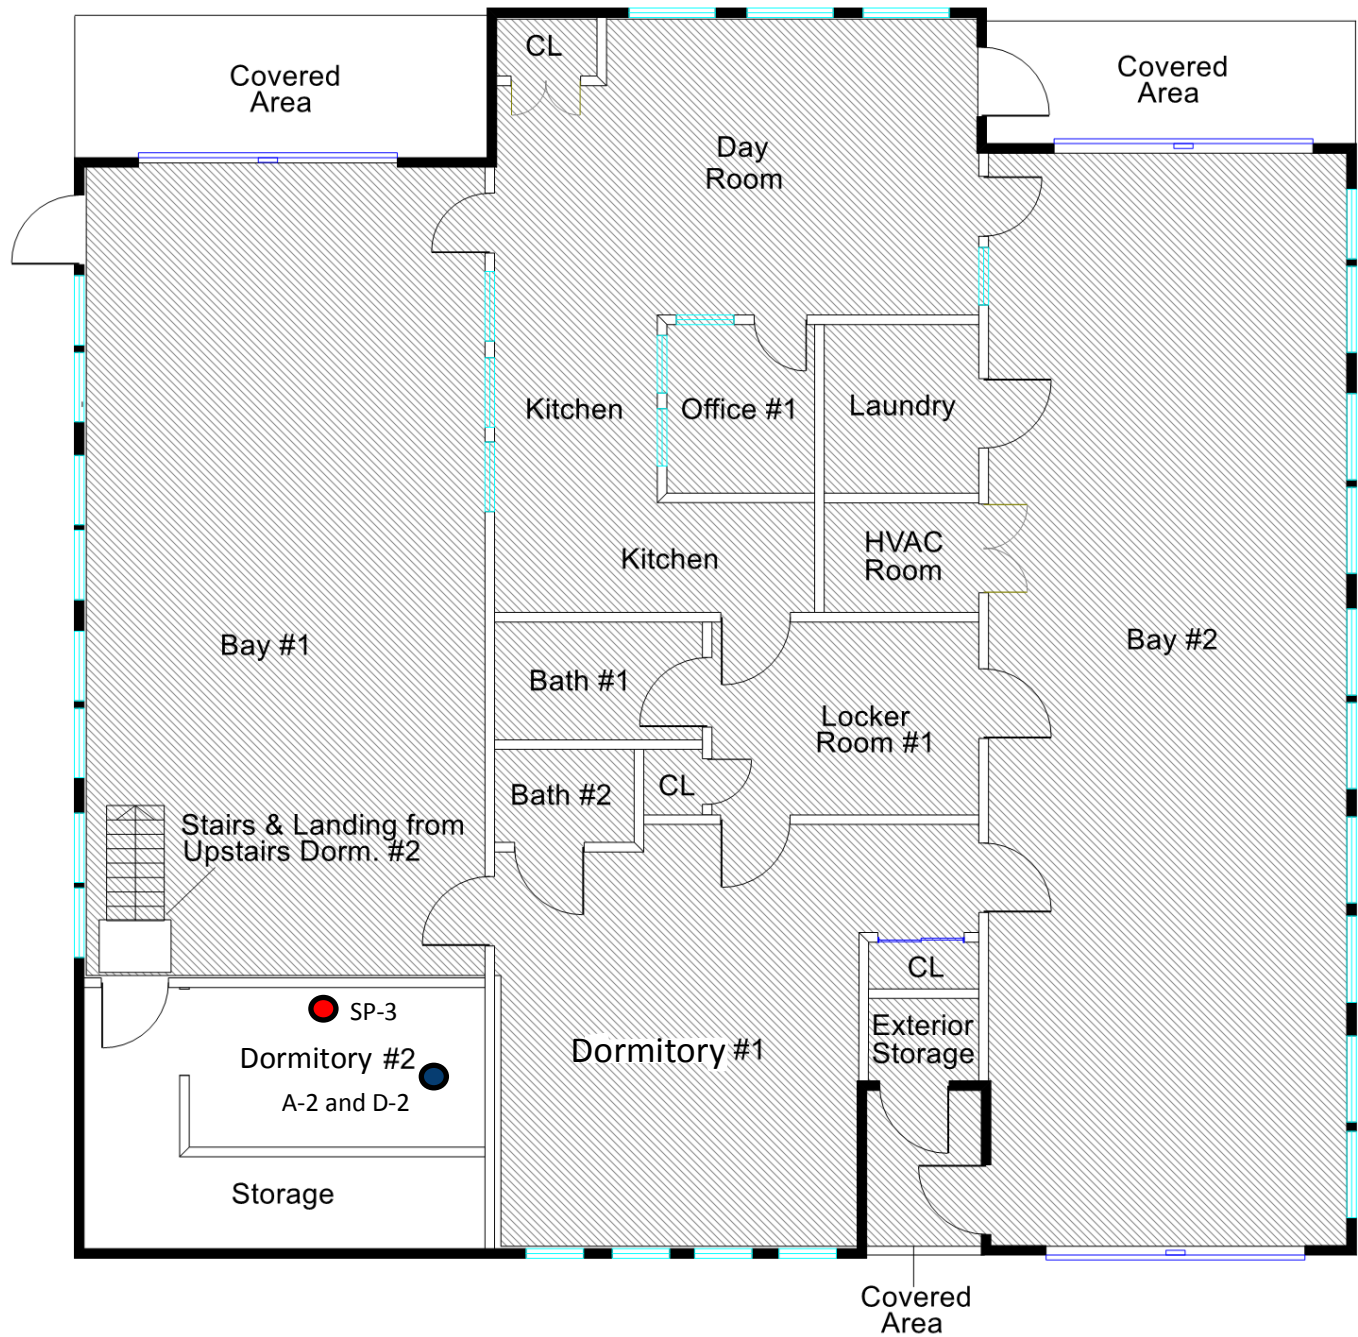 CL
Covered
Area
Covered
Area
Day
Room
Kitchen
Office #1
Laundry
Kitchen
HVAC
Room
Bay #1
Bay #2
Bath #1
Locker
Room #1
Bath #2
CL
Stairs & Landing from
Upstairs Dorm. #2
CL
SP-3
Exterior
Storage
Dormitory #2
Dormitory #1
A-2 and D-2
Storage
Covered
Area